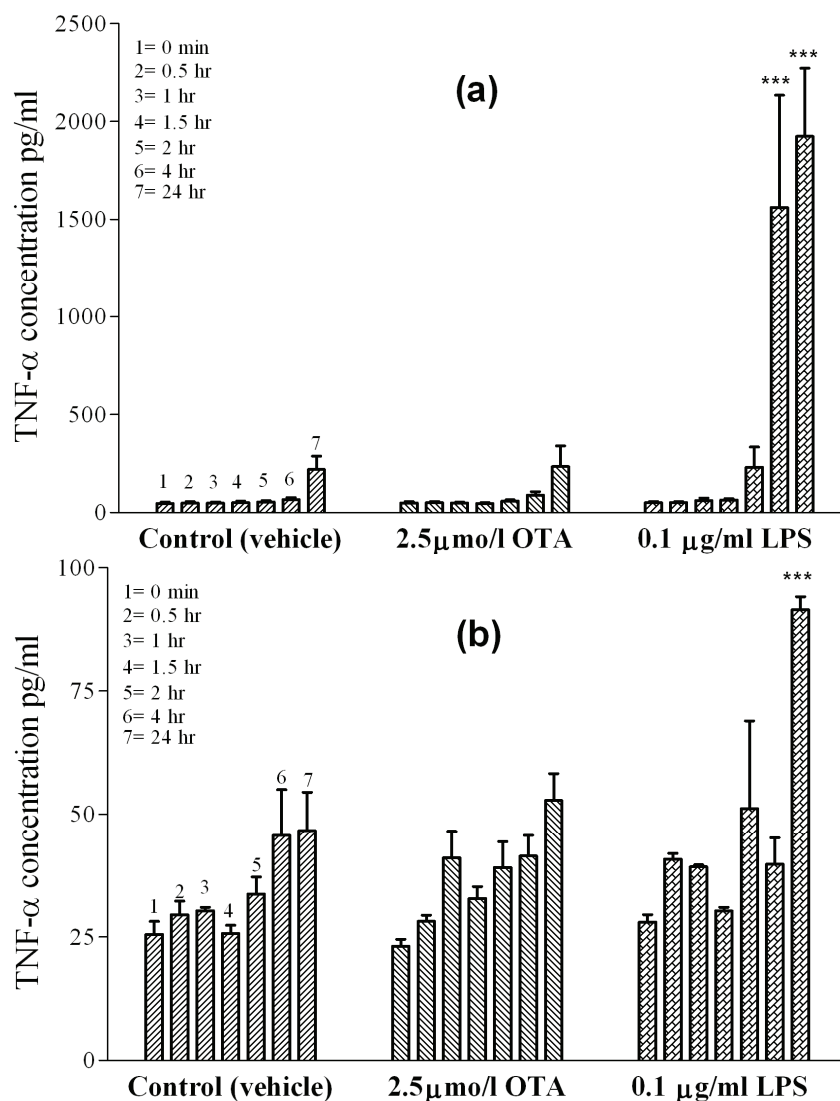 2500
2000
1500
1000
500
0
TNF-α concentration pg/ml
1= 0 min
2= 0.5 hr
3= 1 hr
4= 1.5 hr
5= 2 hr
6= 4 hr
7= 24 hr
(a)
*** ***
1 2 3 4 5 6 7
Control (vehicle) 2.5μmo/l OTA 0.1 μg/ml LPS
100
75
50
25
0
TNF-α concentration pg/ml
1= 0 min
2= 0.5 hr
3= 1 hr
4= 1.5 hr
5= 2 hr
6= 4 hr
7= 24 hr
(b)
***
1 2 3 4 5 6 7
Control (vehicle) 2.5μmo/l OTA 0.1 μg/ml LPS